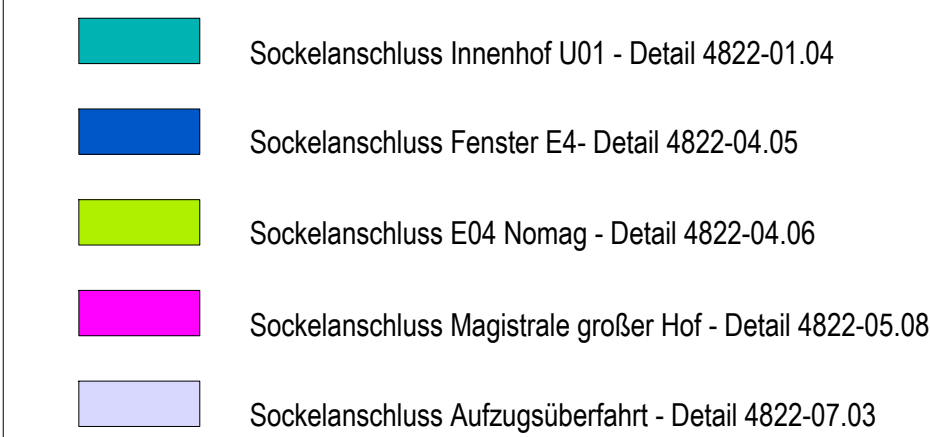 Sockelanschluss Innenhof U01 - Detail 4822-01.04
Sockelanschluss Fenster E4- Detail 4822-04.05
Sockelanschluss E04 Nomag - Detail 4822-04.06
Sockelanschluss Magistrale großer Hof - Detail 4822-05.08
Sockelanschluss Aufzugsüberfahrt - Detail 4822-07.03